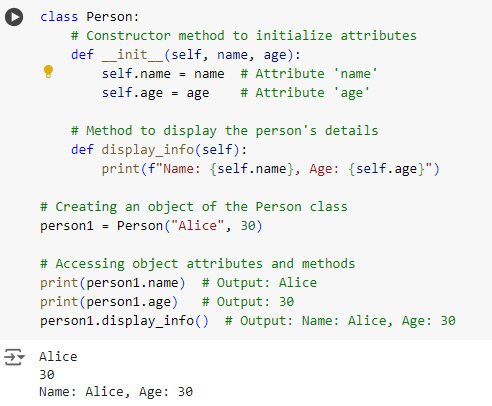 class Person:
    # Constructor method to initialize attributes
    def __init__(self, name, age):
        self.name = name  # Attribute 'name'
        self.age = age    # Attribute 'age'

    # Method to display the person's details
    def display_info(self):
        print(f"Name: {self.name}, Age: {self.age}")

# Creating an object of the Person class
person1 = Person("Alice", 30)

# Accessing object attributes and methods
print(person1.name)  # Output: Alice
print(person1.age)   # Output: 30
person1.display_info()  # Output: Name: Alice, Age: 30

Alice
30
Name: Alice, Age: 30